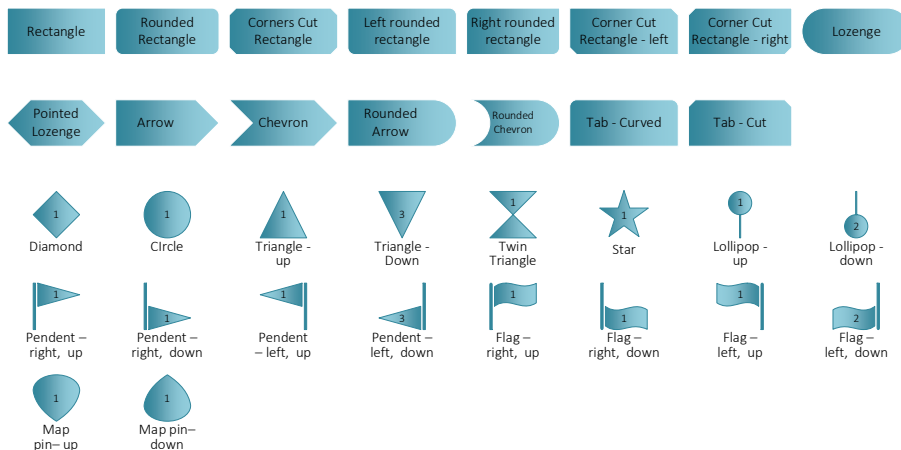 Rectangle
Rounded
Rectangle
Corners Cut
Rectangle
Left rounded
rectangle
Right rounded
rectangle
Corner Cut
Rectangle - left
Corner Cut
Rectangle - right
Lozenge
Pointed
Lozenge
Arrow
Chevron
Rounded
Arrow
Rounded
Chevron
Tab - Curved
Tab - Cut
1
1
1
3
1
1
1
2
Diamond
CIrcle
Triangle -
up
Triangle -
Down
Twin
Triangle
Star
Lollipop -
up
Lollipop -
down
1
1
1
3
1
1
1
2
Pendent –
right, up
Pendent –
right, down
Pendent
– left, up
Pendent –
left, down
Flag –
right, up
Flag –
right, down
Flag –
left, up
Flag –
left, down
1
1
Map
pin– up
Map pin–
down